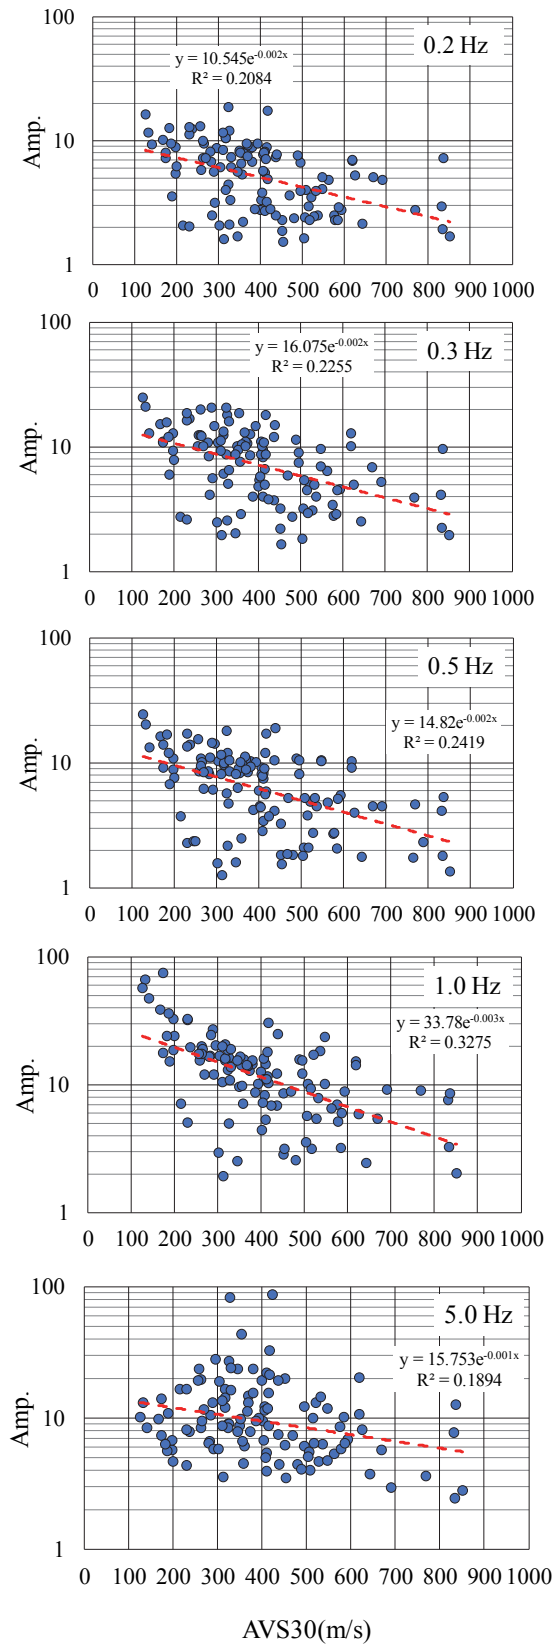 100
0.2 Hz
y = 10.545e^-0.002x
R² = 0.2084
10
Amp.
1
0 100 200 300 400 500 600 700 800 900 1000
100
0.3 Hz
y = 16.075e^-0.002x
R² = 0.2255
10
Amp.
1
0 100 200 300 400 500 600 700 800 900 1000
100
0.5 Hz
y = 14.82e^-0.002x
R² = 0.2419
10
Amp.
1
0 100 200 300 400 500 600 700 800 900 1000
100
1.0 Hz
y = 33.78e^-0.003x
R² = 0.3275
10
Amp.
1
0 100 200 300 400 500 600 700 800 900 1000
100
5.0 Hz
y = 15.753e^-0.001x
R² = 0.1894
10
Amp.
1
0 100 200 300 400 500 600 700 800 900 1000
AVS30(m/s)